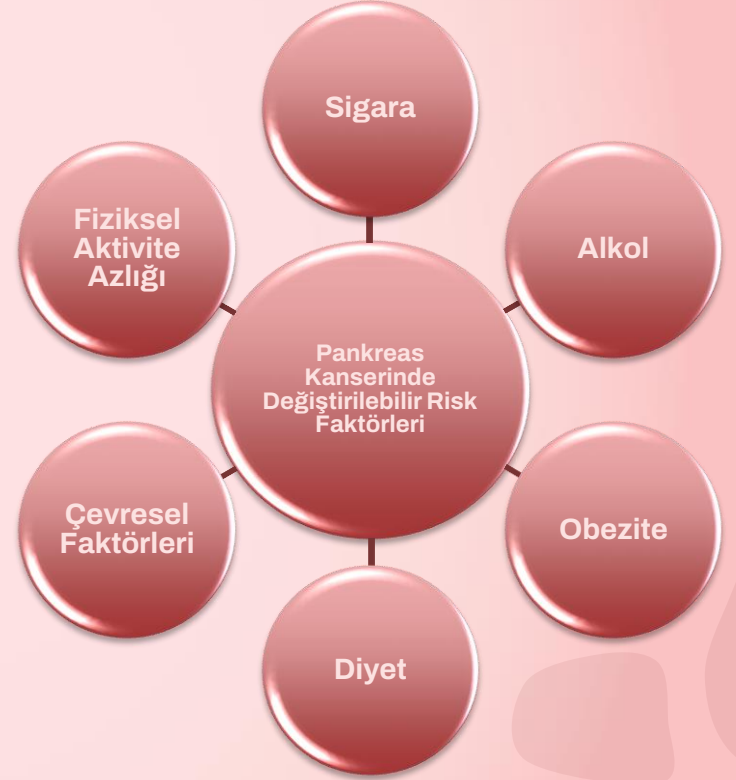 Sigara
Fiziksel
Aktivite
Azlığı
Alkol
Pankreas
Kanserinde
Değiştirilebilir Risk
Faktörleri
Çevresel
Faktörleri
Obezite
Diyet